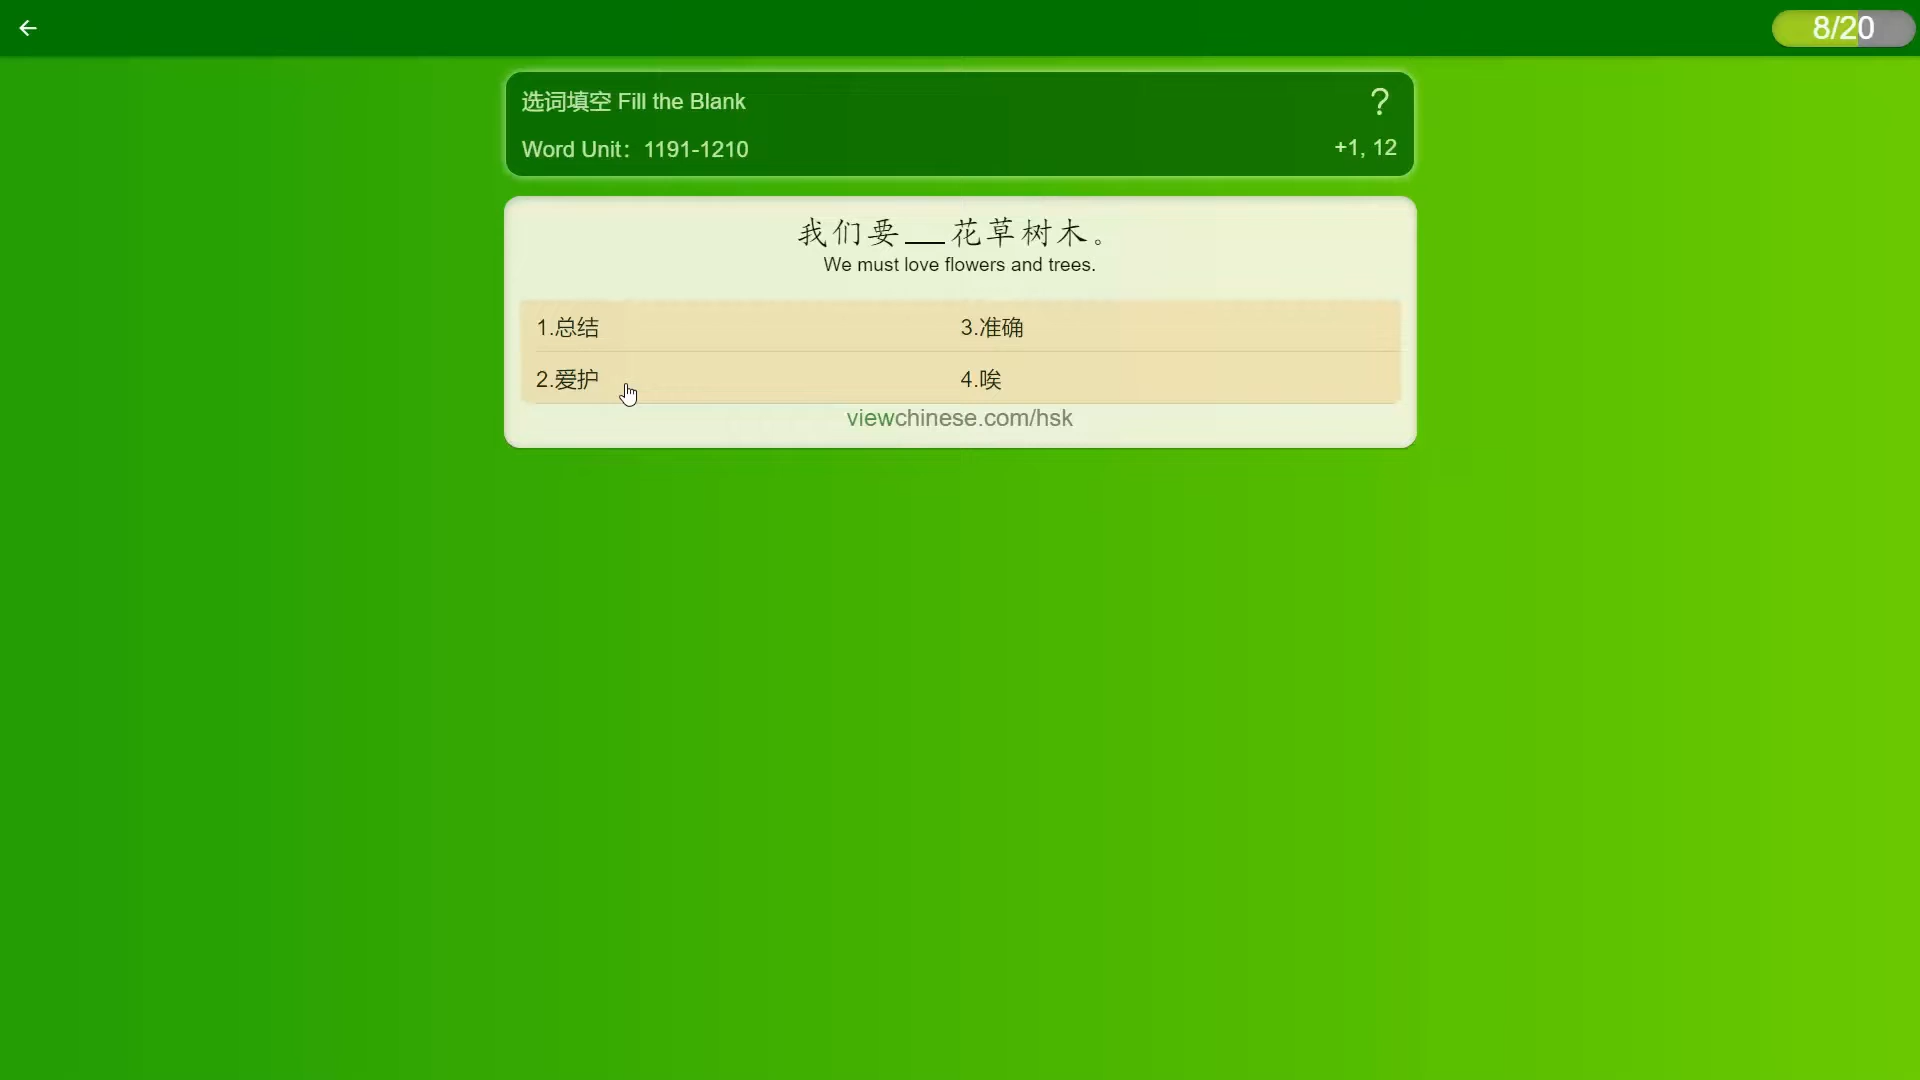 8/20
选词填空 Fill the Blank
?
Word Unit：1191-1210
+1, 12
我们要__花草树木。
We must love flowers and trees.
1.总结
3.准确
2.爱护
4.唉
viewchinese.com/hsk